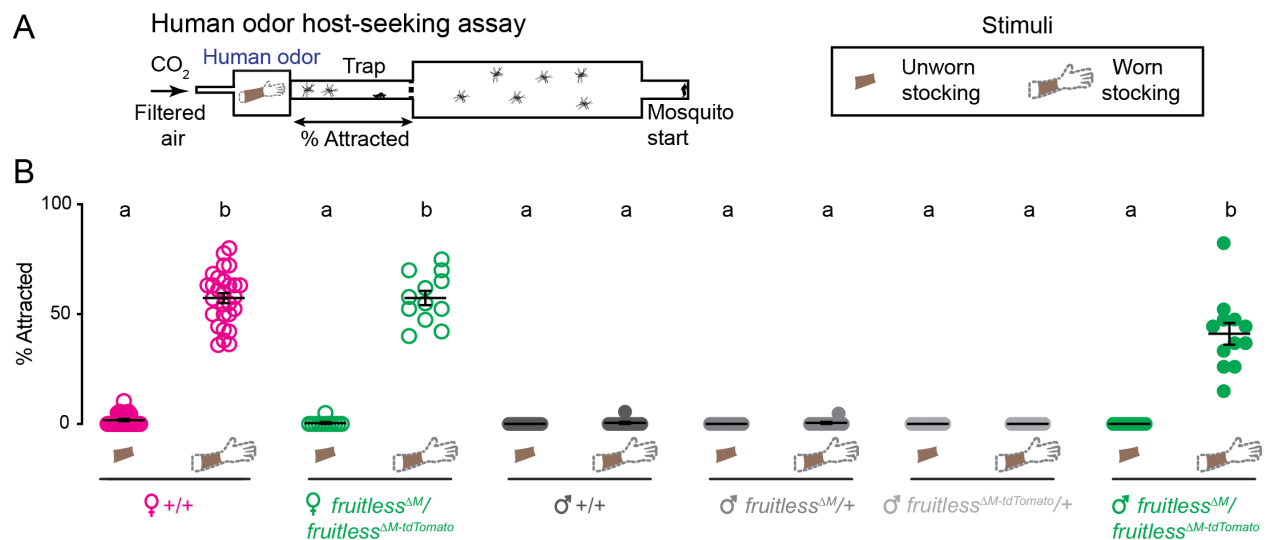 A
Human odor host-seeking assay
CO2
Human odor
Trap
Filtered
air
% Attracted
Mosquito
start
Stimuli
Unworn
stocking
Worn
stocking
B
% Attracted
100
50
0
a b a b a a a a a a a b
♀ +/+
♀ fruitlessΔM/
fruitlessΔM-tdTomato
♂ +/+
♂ fruitlessΔM/+
♂ fruitlessΔM-tdTomato/+
♂ fruitlessΔM/
fruitlessΔM-tdTomato